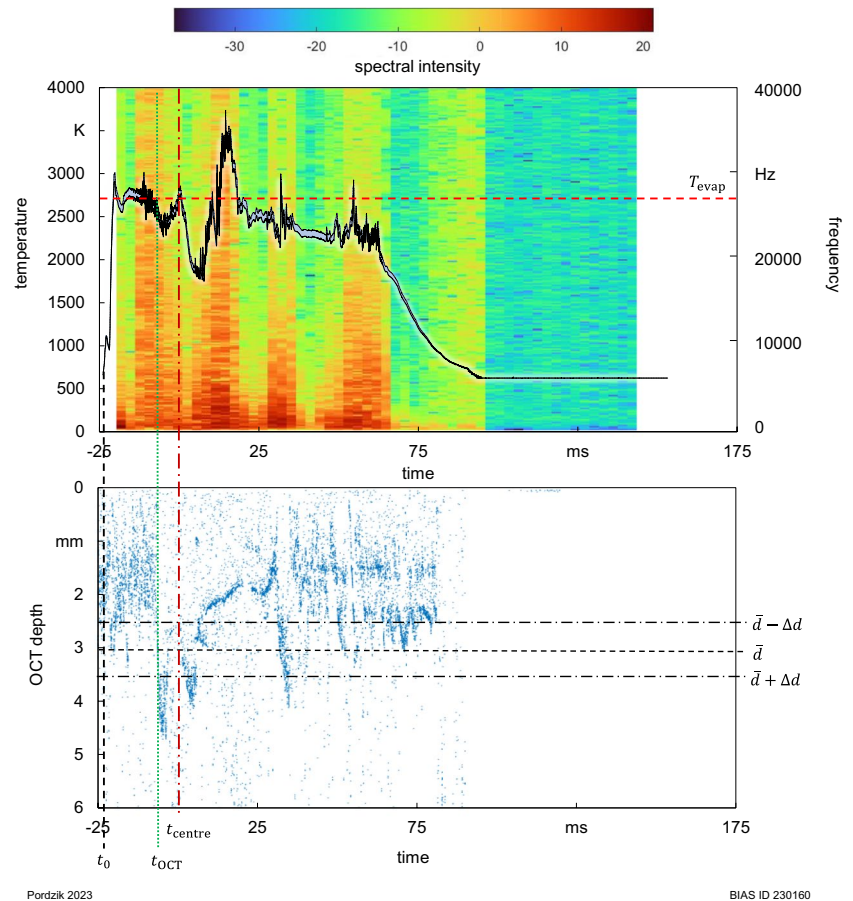 -30 -20 -10 0 10 20
spectral intensity
4000 40000
K
3500
3000 30000
T_evap Hz
2500
2000 20000
1500
1000 10000
500
0 0
temperature
frequency
-25 25 75 ms 175
time
0
mm
2
3
4
5
6
OCT depth
d̄ − Δd
d̄
d̄ + Δd
-25 25 ms 175
t_centre
t_0 t_OCT time
Pordzik 2023 BIAS ID 230160